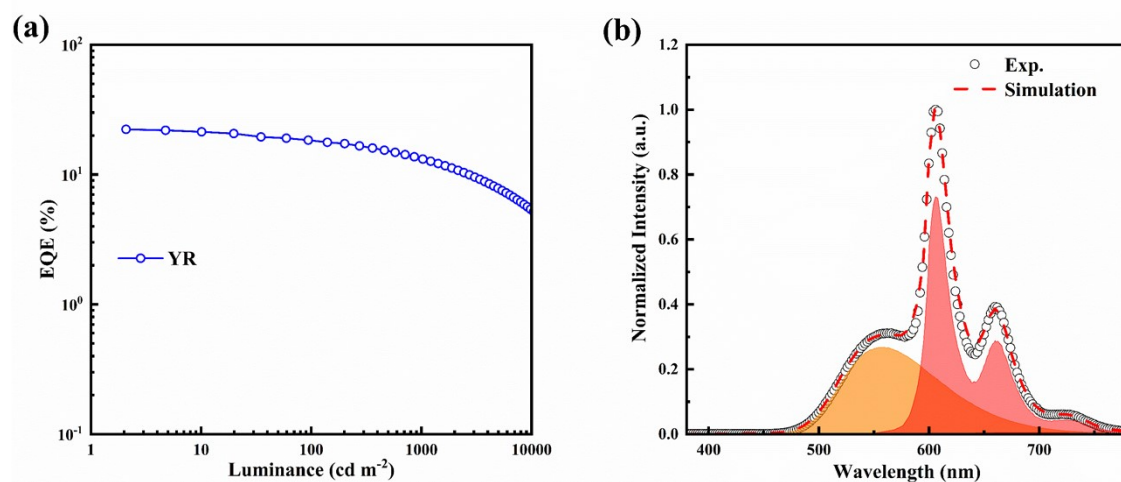 (a)
10²
10¹
10⁰
10⁻¹
EQE (%)
YR
1 10 100 1000 10000
Luminance (cd m⁻²)
(b)
1.2
1.0
0.8
0.6
0.4
0.2
0.0
Normalized Intensity (a.u.)
Exp.
Simulation
400 500 600 700
Wavelength (nm)